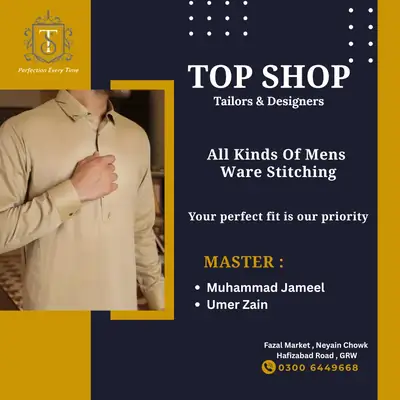 TS
Perfection Every Time
TOP SHOP
Tailors & Designers
All Kinds Of Mens
Ware Stitching
Your perfect fit is our priority
MASTER :
Muhammad Jameel
Umer Zain
Fazal Market , Neyain Chowk
Hafizabad Road , GRW
0300 6449668